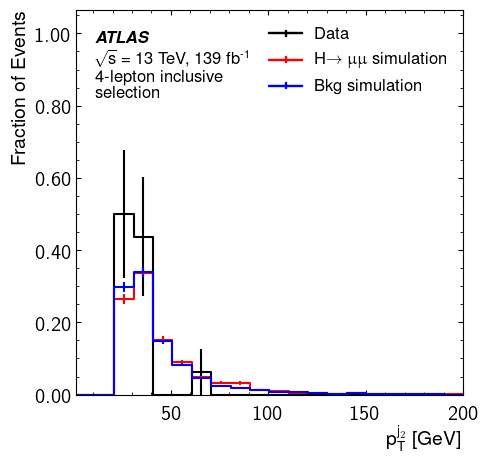 ATLAS
√s = 13 TeV, 139 fb⁻¹
4-lepton inclusive
selection
Data
H→ μμ simulation
Bkg simulation
Fraction of Events
1.00
0.80
0.60
0.40
0.20
0.00
50 100 150 200
p_T^{j_2} [GeV]